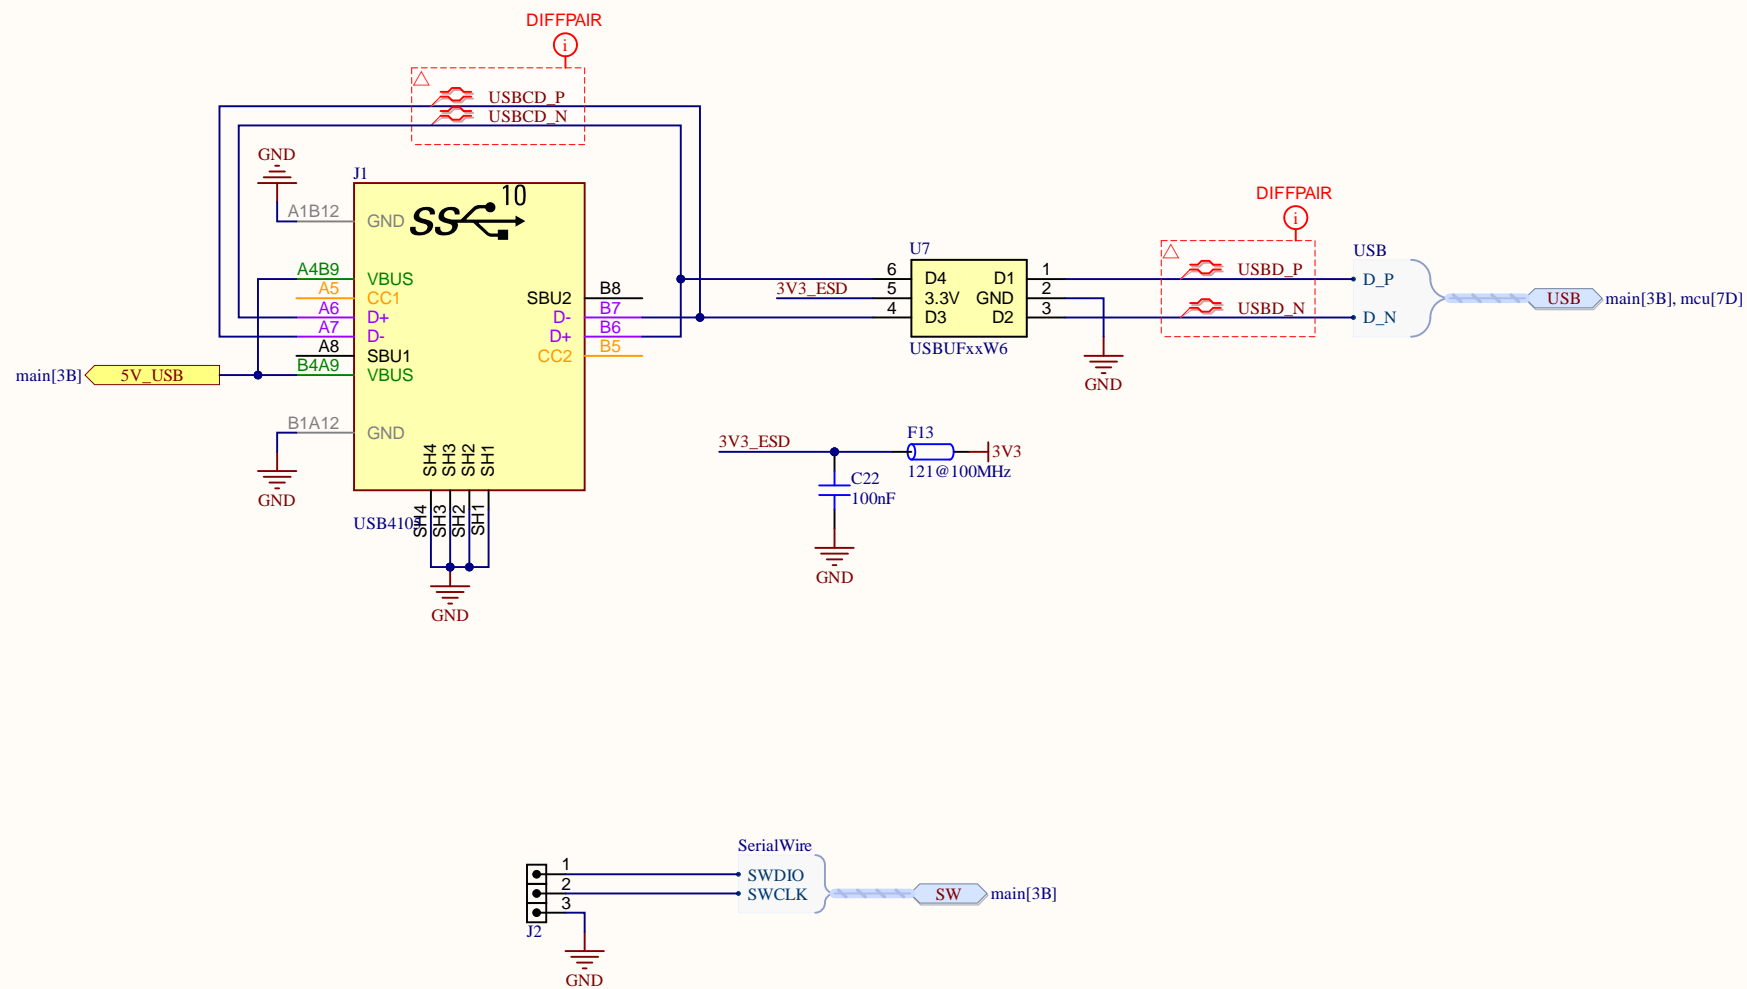 DIFFPAIR
i
USBCD_P
USBCD_N
GND
J1
10
SS
A1B12 GND
A4B9 VBUS
A5 CC1
A6 D+
A7 D-
A8 SBU1
B4A9 VBUS
B1A12 GND
SBU2 B8
D- B7
D+ B6
CC2 B5
main[3B] 5V_USB
GND
SH4 SH3 SH2 SH1
SH4 SH3 SH2 SH1
GND
U7
6 D4 D1 1
3V3_ESD 5 3.3V GND 2
4 D3 D2 3
USBUFxxW6
GND
DIFFPAIR
i
USBD_P
USBD_N
USB
D_P
D_N
USB main[3B], mcu[7D]
3V3_ESD
F13
121@100MHz
3V3
C22
100nF
GND
SerialWire
1 SWDIO
2 SWCLK
3
SW main[3B]
J2
GND